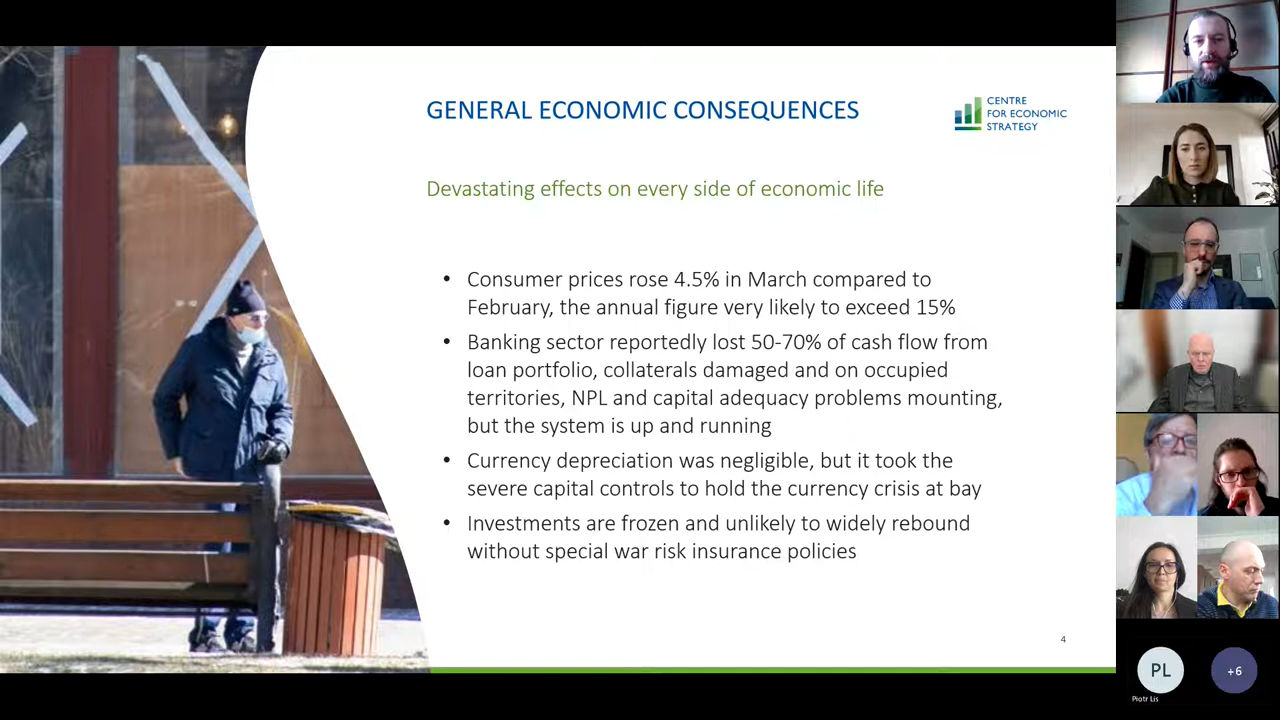 GENERAL ECONOMIC CONSEQUENCES
CENTRE
FOR ECONOMIC
STRATEGY
Devastating effects on every side of economic life
• Consumer prices rose 4.5% in March compared to
February, the annual figure very likely to exceed 15%
• Banking sector reportedly lost 50-70% of cash flow from
loan portfolio, collaterals damaged and on occupied
territories, NPL and capital adequacy problems mounting,
but the system is up and running
• Currency depreciation was negligible, but it took the
severe capital controls to hold the currency crisis at bay
• Investments are frozen and unlikely to widely rebound
without special war risk insurance policies
4
PL
+6
Piotr Lis